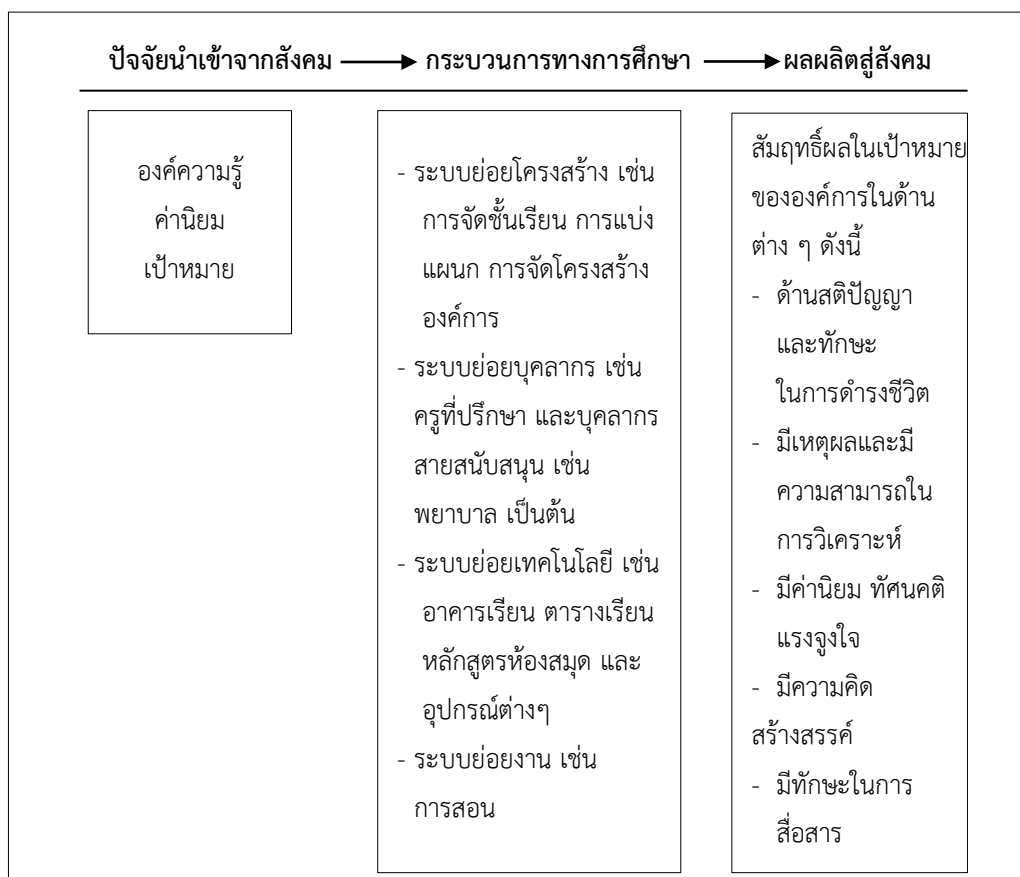 ปัจจัยนำเข้าจากสังคม กระบวนการทางการศึกษา ผลผลิตสู่สังคม
องค์ความรู้
ค่านิยม
เป้าหมาย
- ระบบย่อยโครงสร้าง เช่น
การจัดชั้นเรียน การแบ่ง
แผนก การจัดโครงสร้าง
องค์การ
- ระบบย่อยบุคลากร เช่น
ครูที่ปรึกษา และบุคลากร
สายสนับสนุน เช่น
พยาบาล เป็นต้น
- ระบบย่อยเทคโนโลยี เช่น
อาคารเรียน ตารางเรียน
หลักสูตรห้องสมุด และ
อุปกรณ์ต่างๆ
- ระบบย่อยงาน เช่น
การสอน
สัมฤทธิ์ผลในเป้าหมาย
ขององค์การในด้าน
ต่าง ๆ ดังนี้
- ด้านสติปัญญา
และทักษะ
ในการดำรงชีวิต
- มีเหตุผลและมี
ความสามารถใน
การวิเคราะห์
- มีค่านิยม ทัศนคติ
แรงจูงใจ
- มีความคิด
สร้างสรรค์
- มีทักษะในการ
สื่อสาร